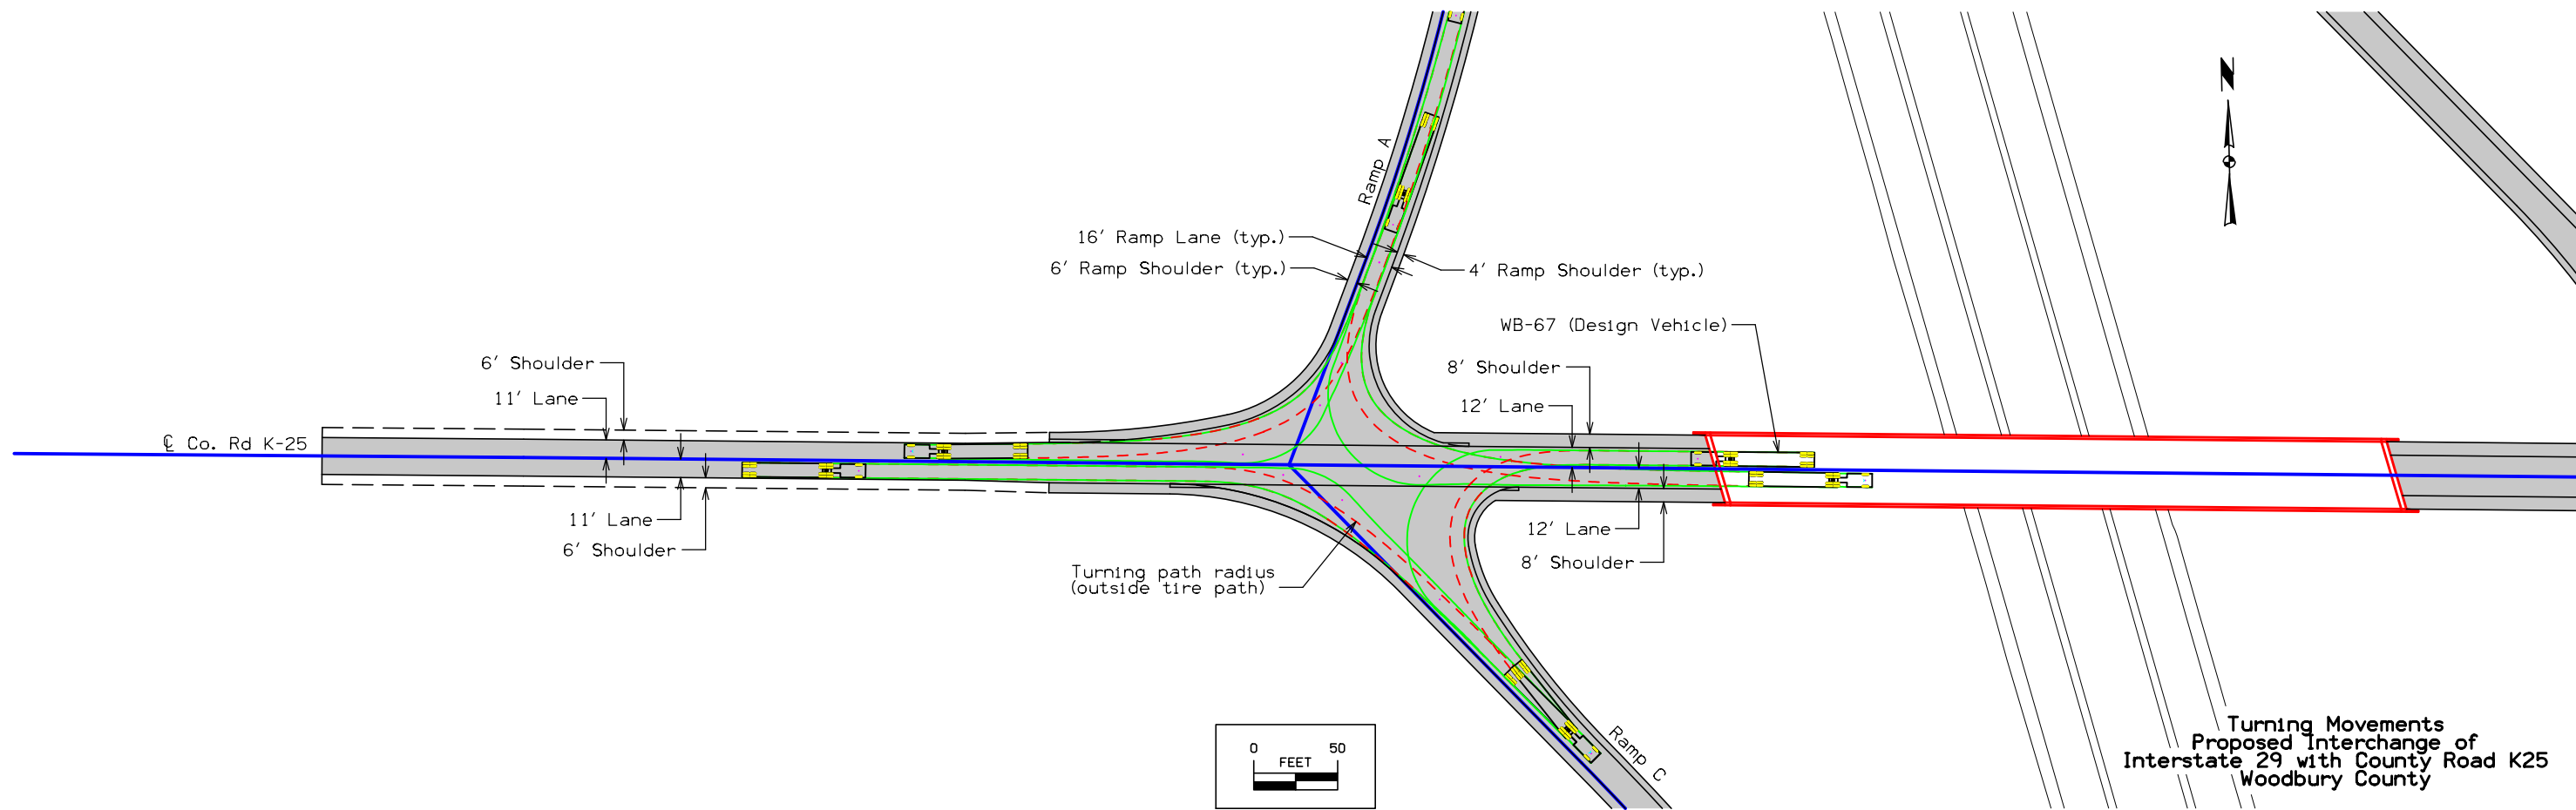 N
Ramp A
16' Ramp Lane (typ.)
6' Ramp Shoulder (typ.)
4' Ramp Shoulder (typ.)
WB-67 (Design Vehicle)
6' Shoulder
11' Lane
8' Shoulder
12' Lane
℄ Co. Rd K-25
11' Lane
6' Shoulder
12' Lane
8' Shoulder
Turning path radius
(outside tire path)
Ramp C
0 50
FEET
Turning Movements
Proposed Interchange of
Interstate 29 with County Road K25
Woodbury County